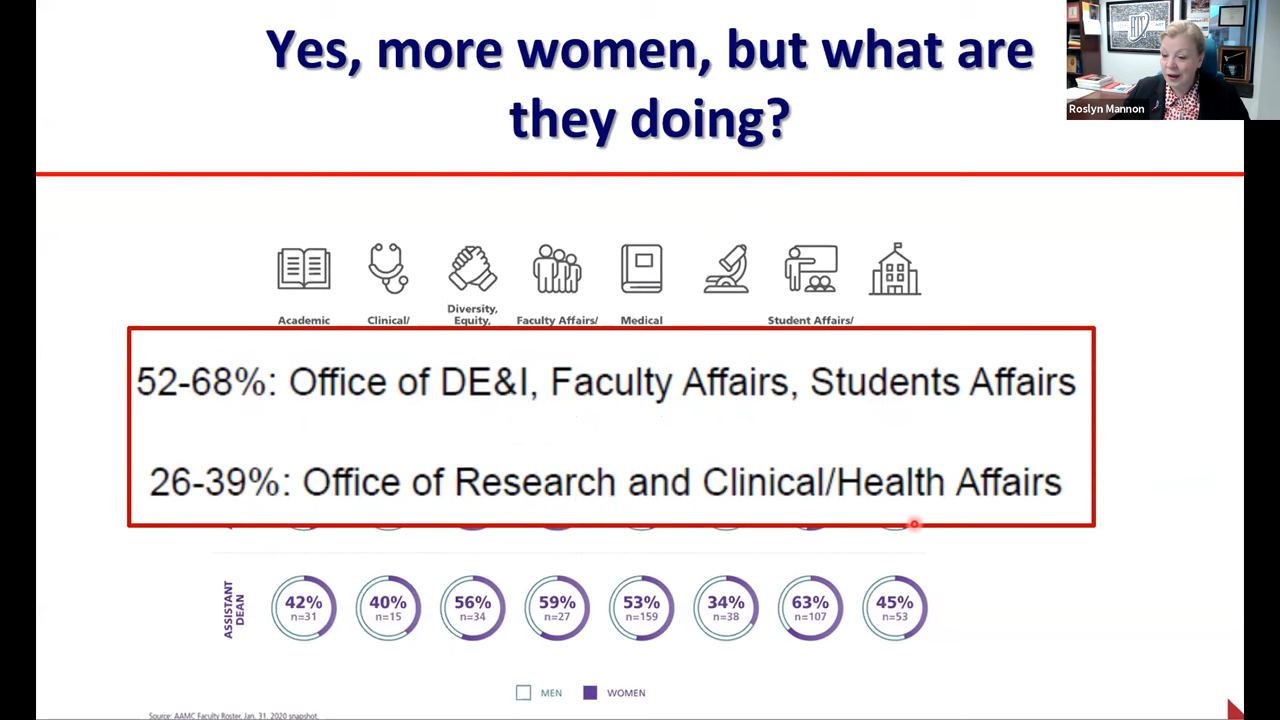 Yes, more women, but what are
they doing?
Roslyn Mannon
Academic
Clinical/
Diversity,
Equity,
Faculty Affairs/
Medical
Student Affairs/
52-68%: Office of DE&I, Faculty Affairs, Students Affairs
26-39%: Office of Research and Clinical/Health Affairs
ASSISTANT
DEAN
42%
n=31
40%
n=15
56%
n=34
59%
n=27
53%
n=159
34%
n=38
63%
n=107
45%
n=53
MEN
WOMEN
Source: AAMC Faculty Roster, Jan. 31, 2020 snapshot.